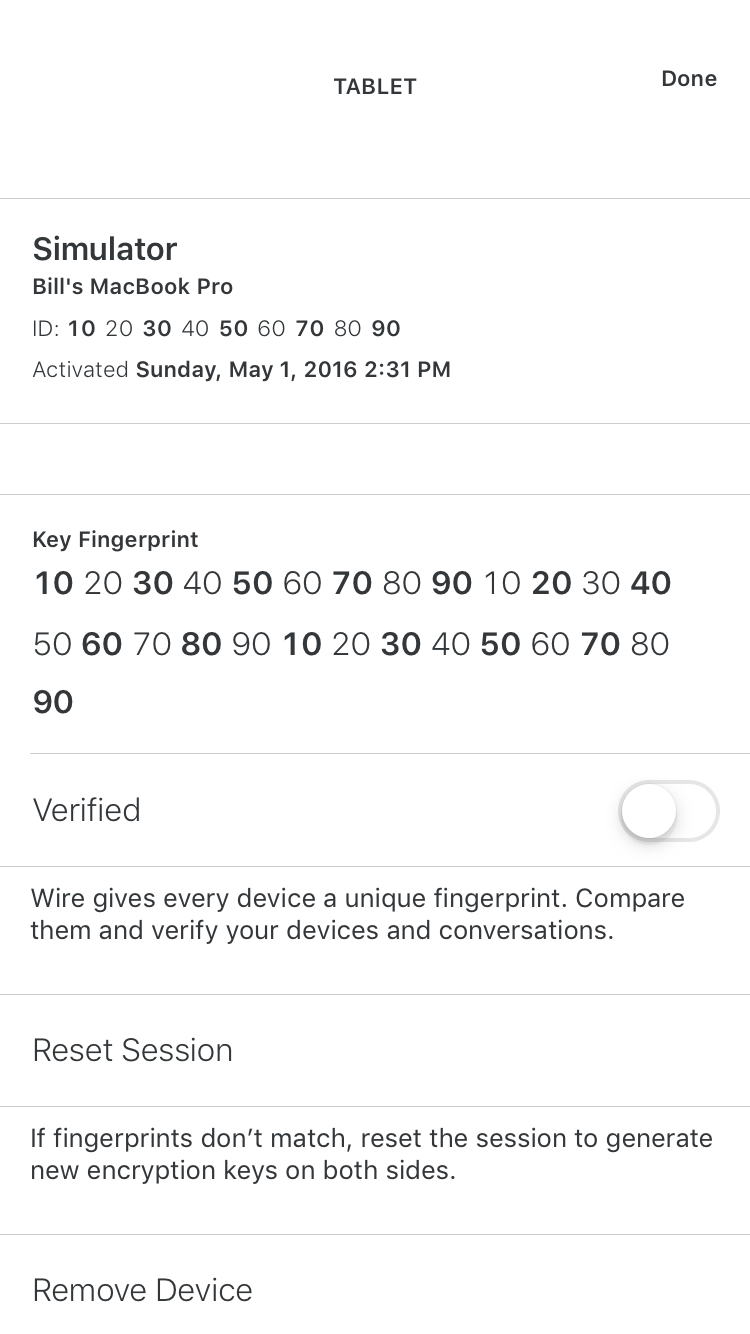 TABLET
Done
Simulator
Bill's MacBook Pro
ID: 10 20 30 40 50 60 70 80 90
Activated Sunday, May 1, 2016 2:31 PM
Key Fingerprint
10 20 30 40 50 60 70 80 90 10 20 30 40
50 60 70 80 90 10 20 30 40 50 60 70 80
90
Verified
Wire gives every device a unique fingerprint. Compare
them and verify your devices and conversations.
Reset Session
If fingerprints don’t match, reset the session to generate
new encryption keys on both sides.
Remove Device